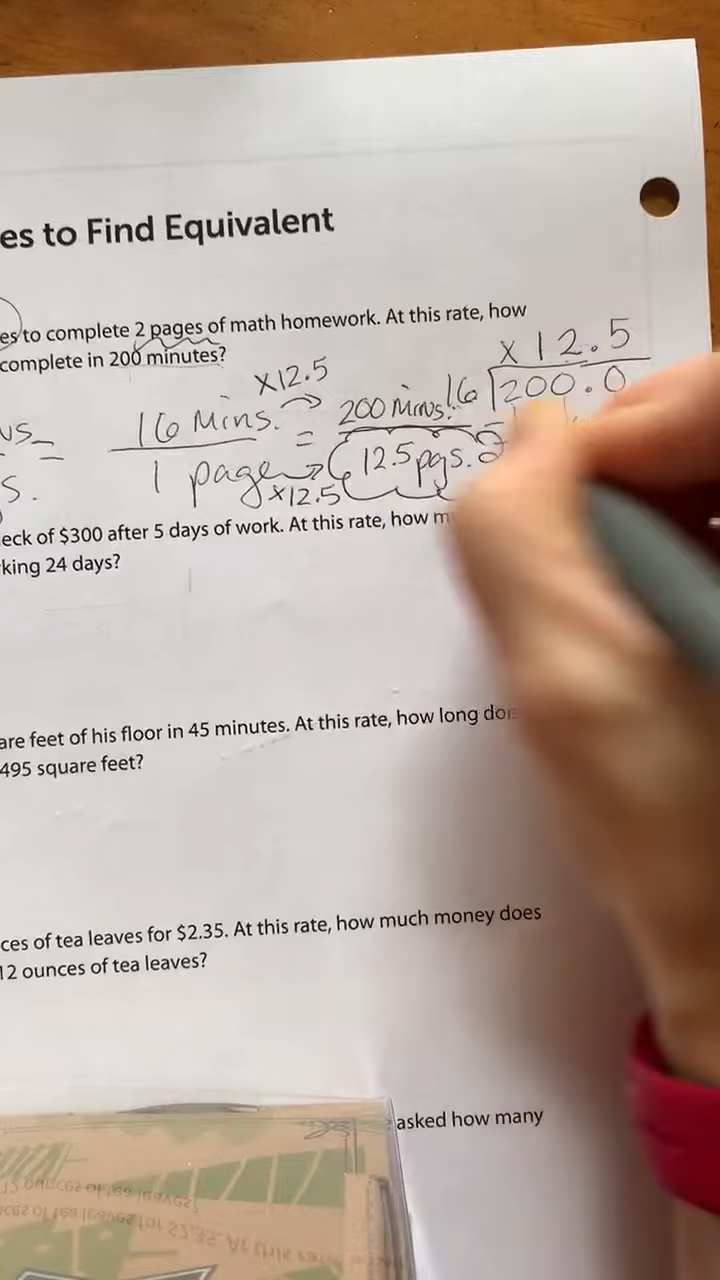 es to Find Equivalent
es to complete 2 pages of math homework. At this rate, how
complete in 200 minutes?
x12.5
x 12.5
16 Mins. = 200 Mins. 16 200.0
1 page 12.5 pgs.
x12.5
s.
eck of $300 after 5 days of work. At this rate, how m
king 24 days?
are feet of his floor in 45 minutes. At this rate, how long do
495 square feet?
ces of tea leaves for $2.35. At this rate, how much money does
12 ounces of tea leaves?
asked how many